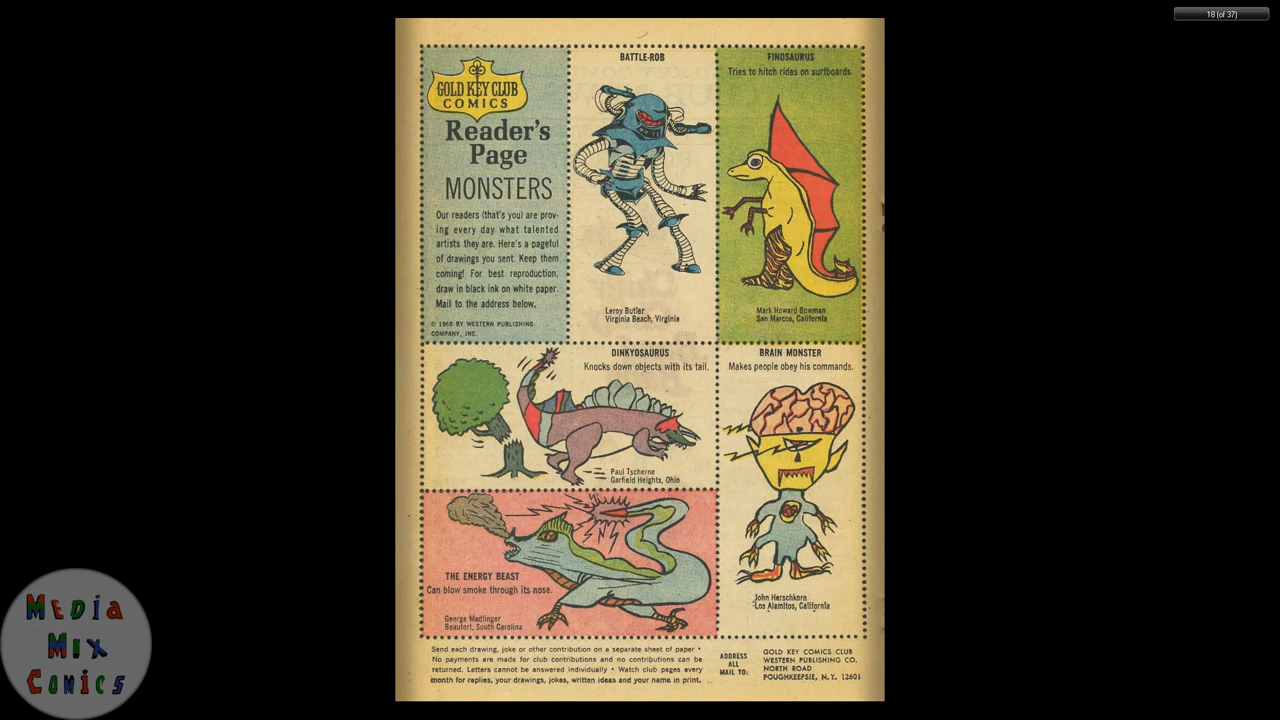 18 (of 37)
GOLD KEY CLUB
COMICS
Reader's
Page
MONSTERS
Our readers (that's you) are prov-
ing every day what talented
artists they are. Here's a pageful
of drawings you sent. Keep them
coming! For best reproduction,
draw in black ink on white paper.
Mail to the address below.
© 1968 BY WESTERN PUBLISHING
COMPANY, INC.
BATTLE-ROB
Leroy Butler
Virginia Beach, Virginia
FINOSAURUS
Tries to hitch rides on surfboards.
Mark Howard Bowman
San Marcos, California
DINKYOSAURUS
Knocks down objects with its tail.
Paul Tscherne
Garfield Heights, Ohio
BRAIN MONSTER
Makes people obey his commands.
John Herschkorn
Los Alamitos, California
THE ENERGY BEAST
Can blow smoke through its nose.
George Madlinger
Beaufort, South Carolina
Send each drawing, joke or other contribution on a separate sheet of paper •
No payments are made for club contributions and no contributions can be
returned. Letters cannot be answered individually • Watch club pages every
month for replies, your drawings, jokes, written ideas and your name in print.
ADDRESS
ALL
MAIL TO:
GOLD KEY COMICS CLUB
WESTERN PUBLISHING CO.
NORTH ROAD
POUGHKEEPSIE, N.Y. 12601
MEDIA
MIX
COMICS